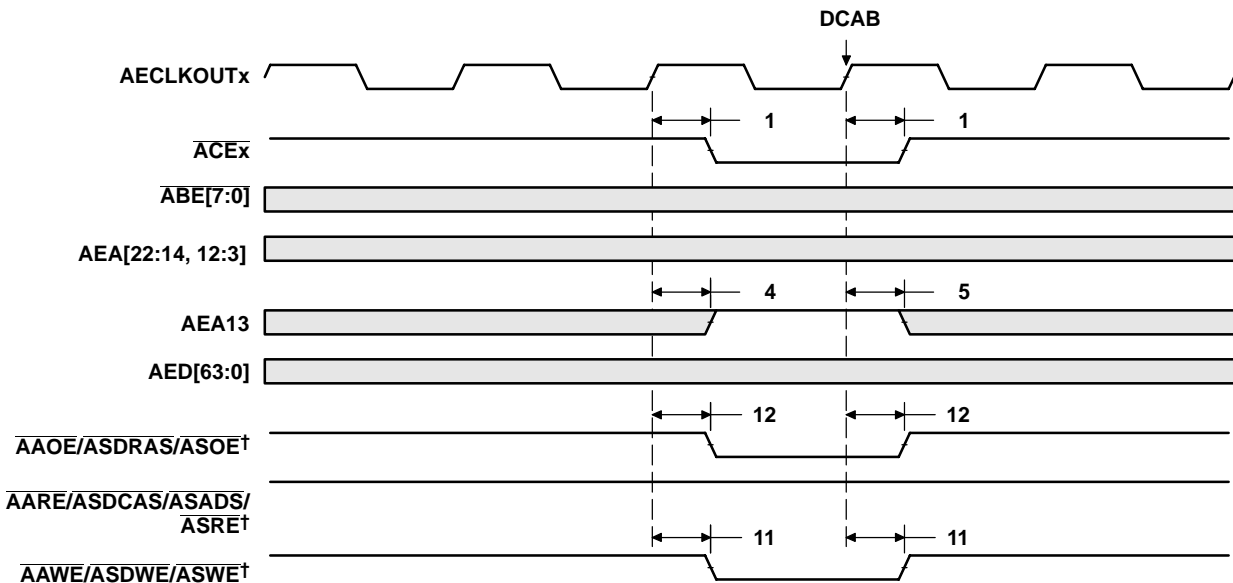 DCAB
AECLKOUTx
1 1
ACEx
ABE[7:0]
AEA[22:14, 12:3]
4 5
AEA13
AED[63:0]
12 12
AAOE/ASDRAS/ASOE†
AARE/ASDCAS/ASADS/
ASRE†
11 11
AAWE/ASDWE/ASWE†